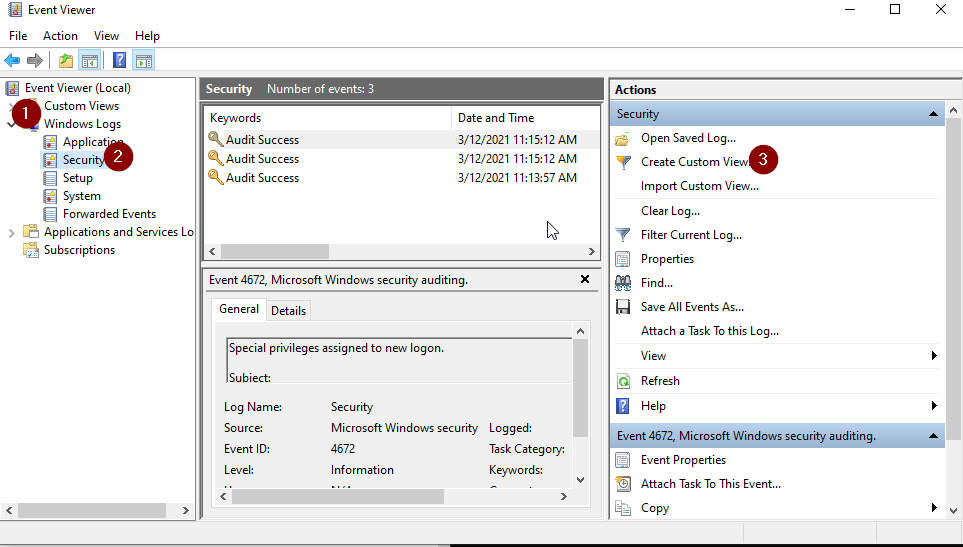 Event Viewer
File Action View Help
Event Viewer (Local)
Custom Views
1
Windows Logs
Application
Security
2
Setup
System
Forwarded Events
Applications and Services Lo
Subscriptions
Security Number of events: 3
Keywords Date and Time
Audit Success 3/12/2021 11:15:12 AM
Audit Success 3/12/2021 11:15:12 AM
Audit Success 3/12/2021 11:13:57 AM
Event 4672, Microsoft Windows security auditing.
General Details
Special privileges assigned to new logon.
Subject:
Log Name: Security
Source: Microsoft Windows security Logged:
Event ID: 4672 Task Category:
Level: Information Keywords:
N/A
Actions
Security
Open Saved Log...
Create Custom View
3
Import Custom View...
Clear Log...
Filter Current Log...
Properties
Find...
Save All Events As...
Attach a Task To this Log...
View
Refresh
Help
Event 4672, Microsoft Windows security auditing.
Event Properties
Attach Task To This Event...
Copy